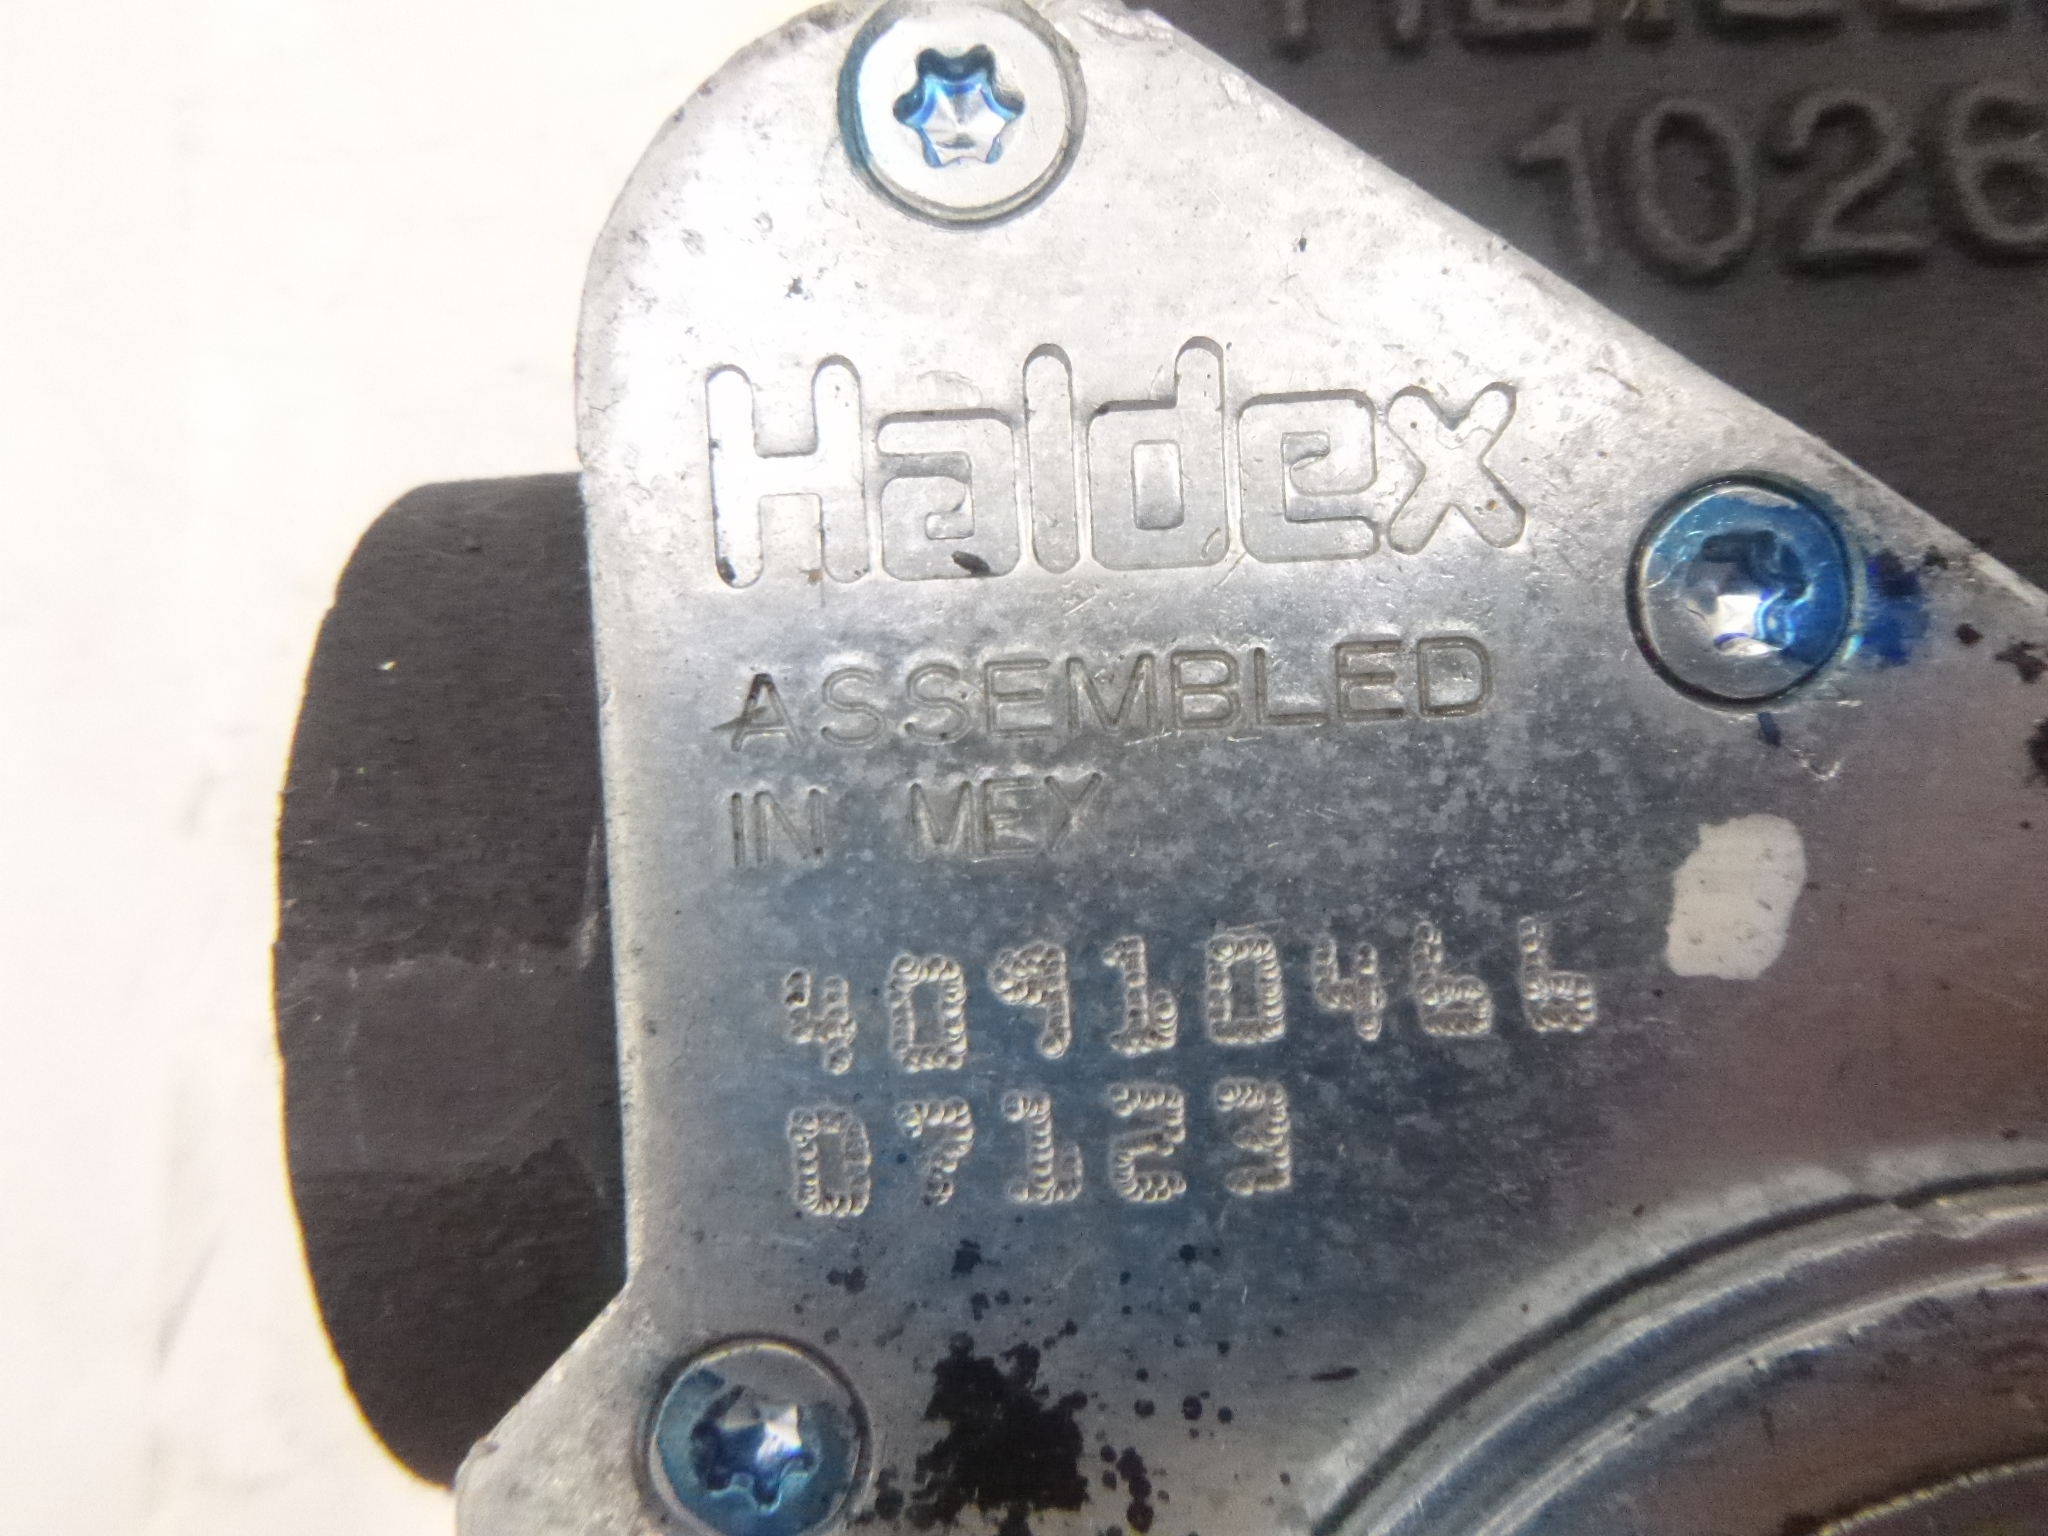 1026
Haldex
ASSEMBLED
IN MEX
40910466
07123